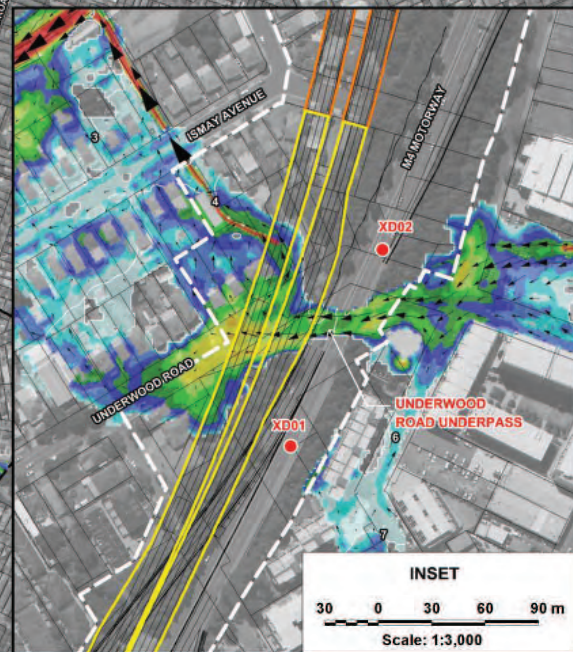 ISMAY AVENUE
M4 MOTORWAY
3
4
XD02
UNDERWOOD ROAD
UNDERWOOD
ROAD UNDERPASS
XD01
6
7
INSET
30 0 30 60 90 m
Scale: 1:3,000